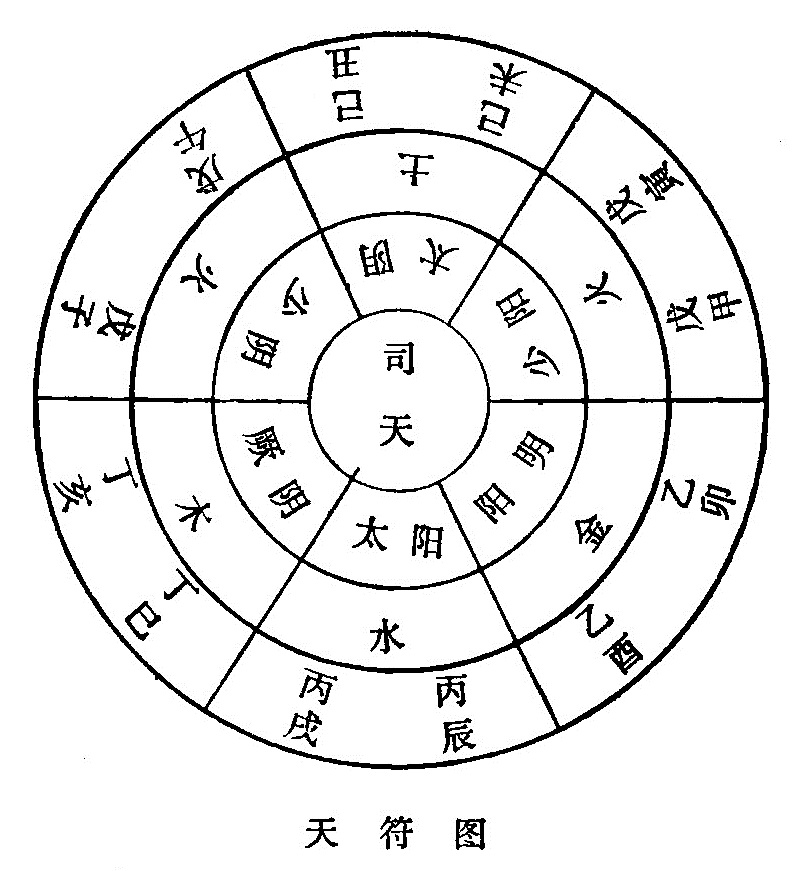 司天
太阴
土
己丑
己未
少阳
火
戊寅
戊甲
阳明
金
乙卯
乙酉
太阳
水
丙辰
丙戌
厥阴
木
丁巳
丁亥
少阴
火
戊子
戊午
天符图